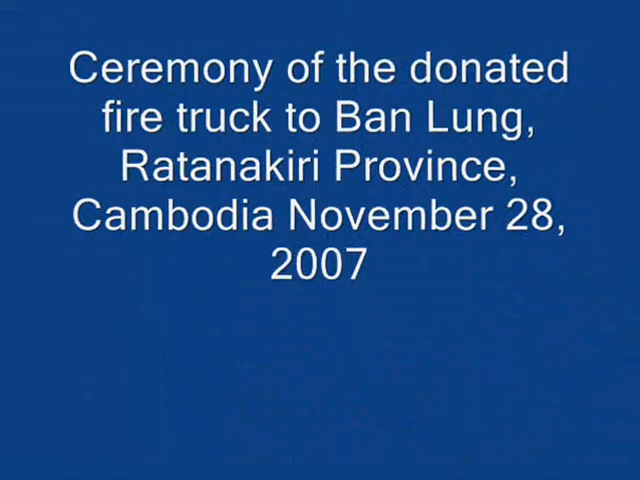 Ceremony of the donated
fire truck to Ban Lung,
Ratanakiri Province,
Cambodia November 28,
2007